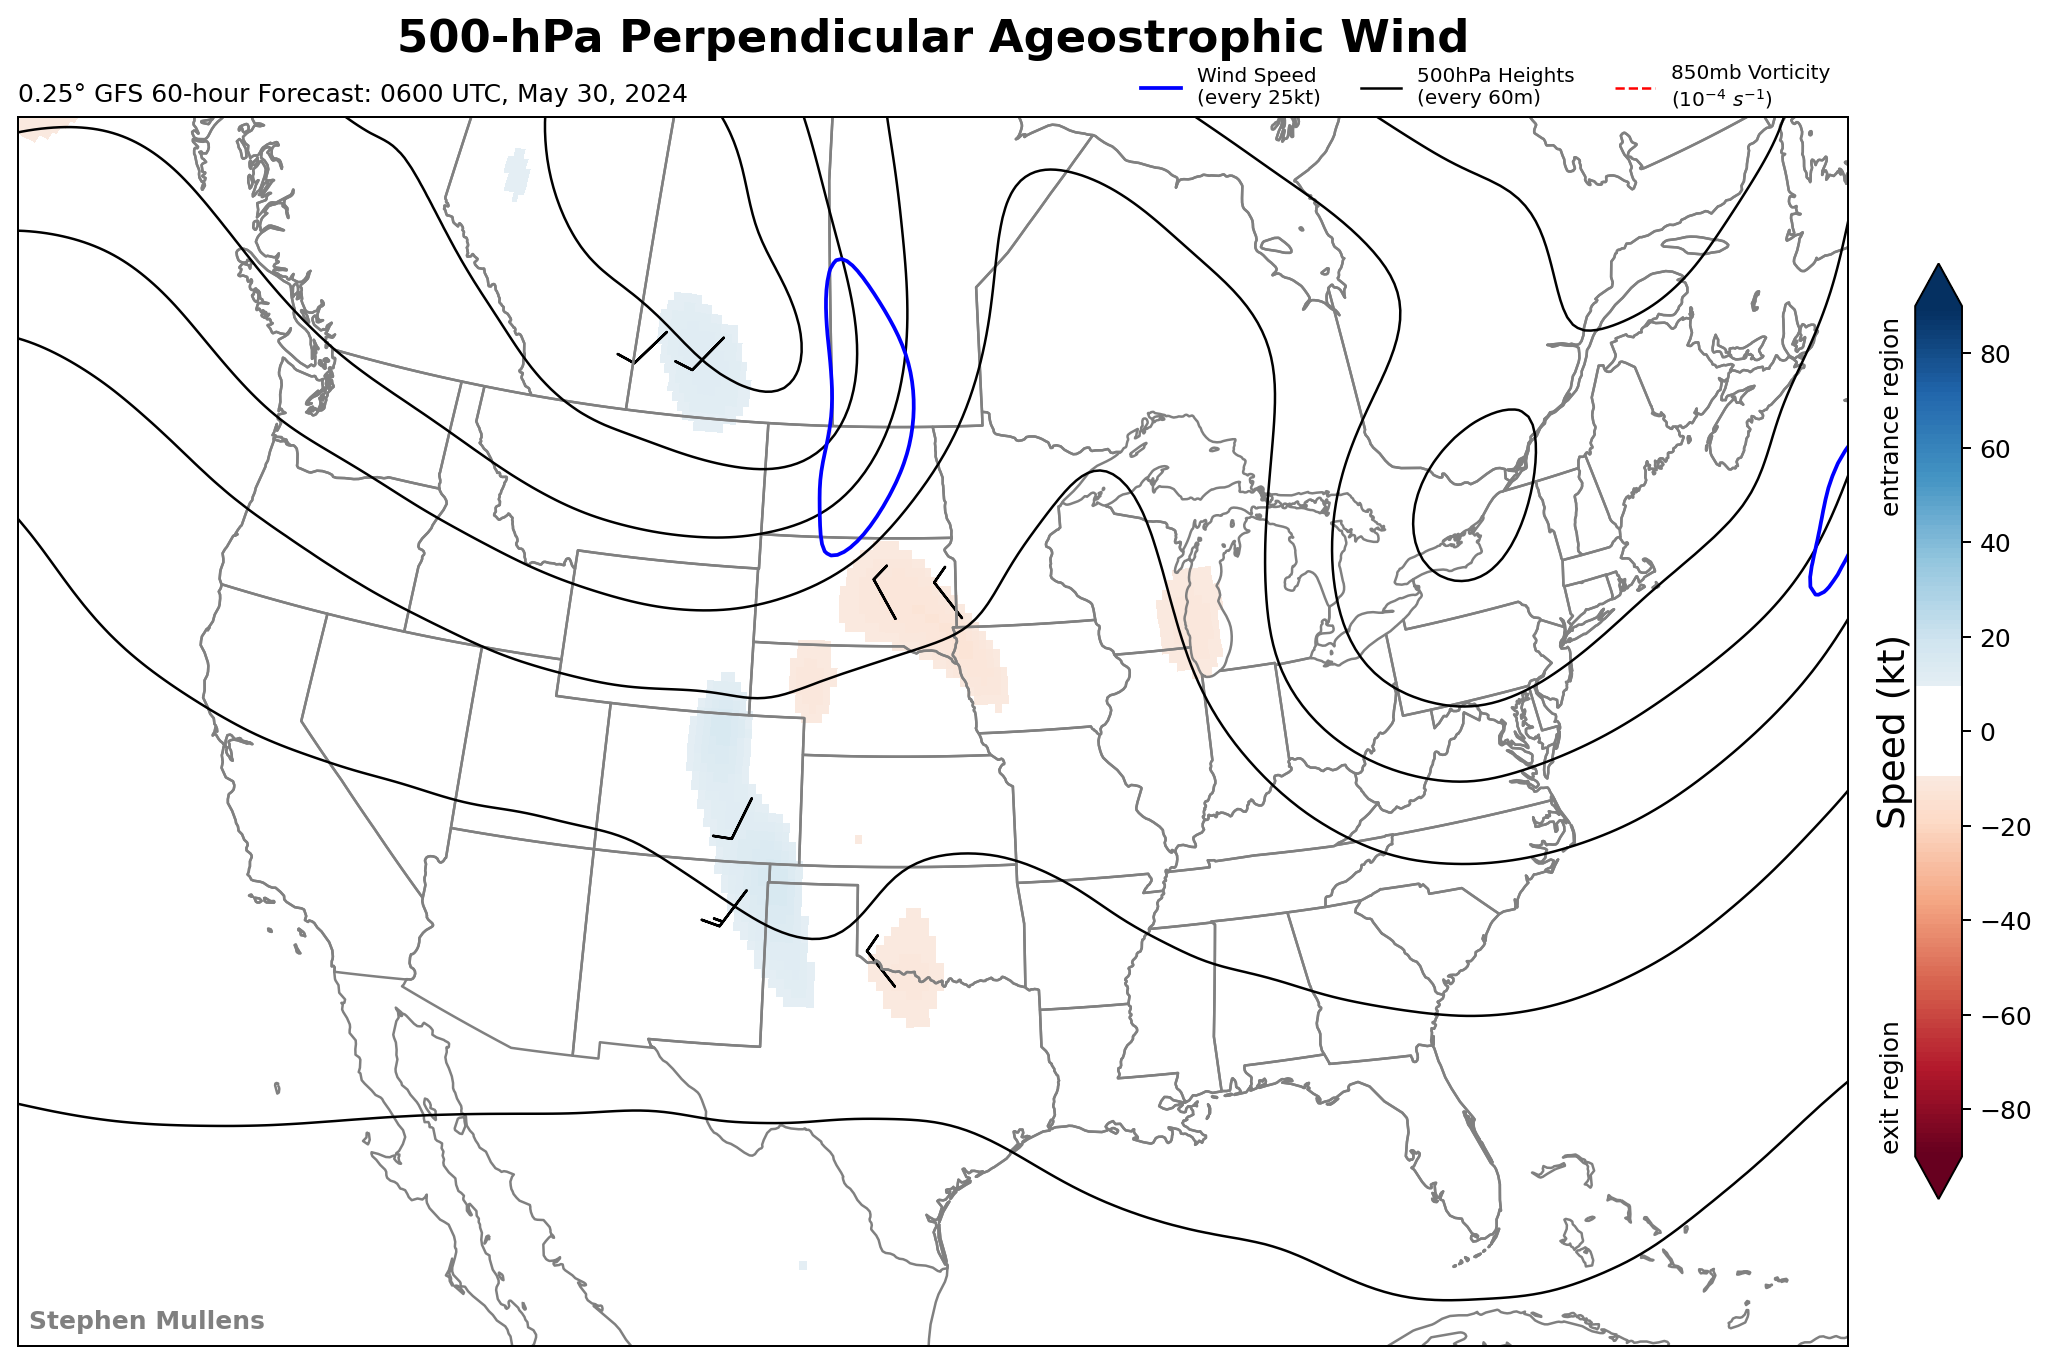 500-hPa Perpendicular Ageostrophic Wind
0.25° GFS 60-hour Forecast: 0600 UTC, May 30, 2024
Wind Speed
(every 25kt)
500hPa Heights
(every 60m)
850mb Vorticity
(10⁻⁴ s⁻¹)
entrance region
Speed (kt)
exit region
80
60
40
20
0
−20
−40
−60
−80
Stephen Mullens